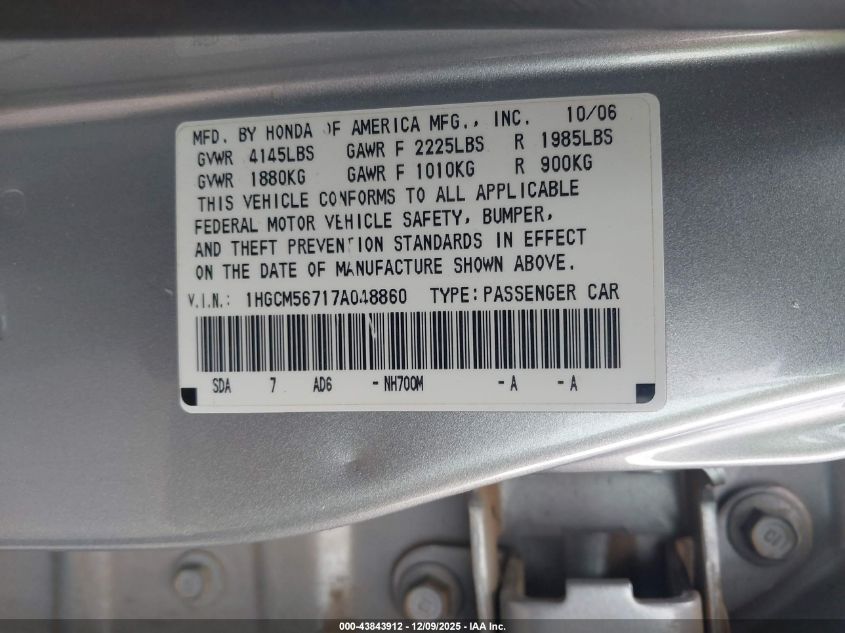 MFD. BY HONDA OF AMERICA MFG., INC. 10/06
GVWR 4145LBS GAWR F 2225LBS R 1985LBS
GVWR 1880KG GAWR F 1010KG R 900KG
THIS VEHICLE CONFORMS TO ALL APPLICABLE
FEDERAL MOTOR VEHICLE SAFETY, BUMPER,
AND THEFT PREVENTION STANDARDS IN EFFECT
ON THE DATE OF MANUFACTURE SHOWN ABOVE.
V.I.N.: 1HGCM56717A048860 TYPE: PASSENGER CAR
SDA 7 AD6 - NH700M - A - A
000-43843912 - 12/09/2025 - IAA Inc.